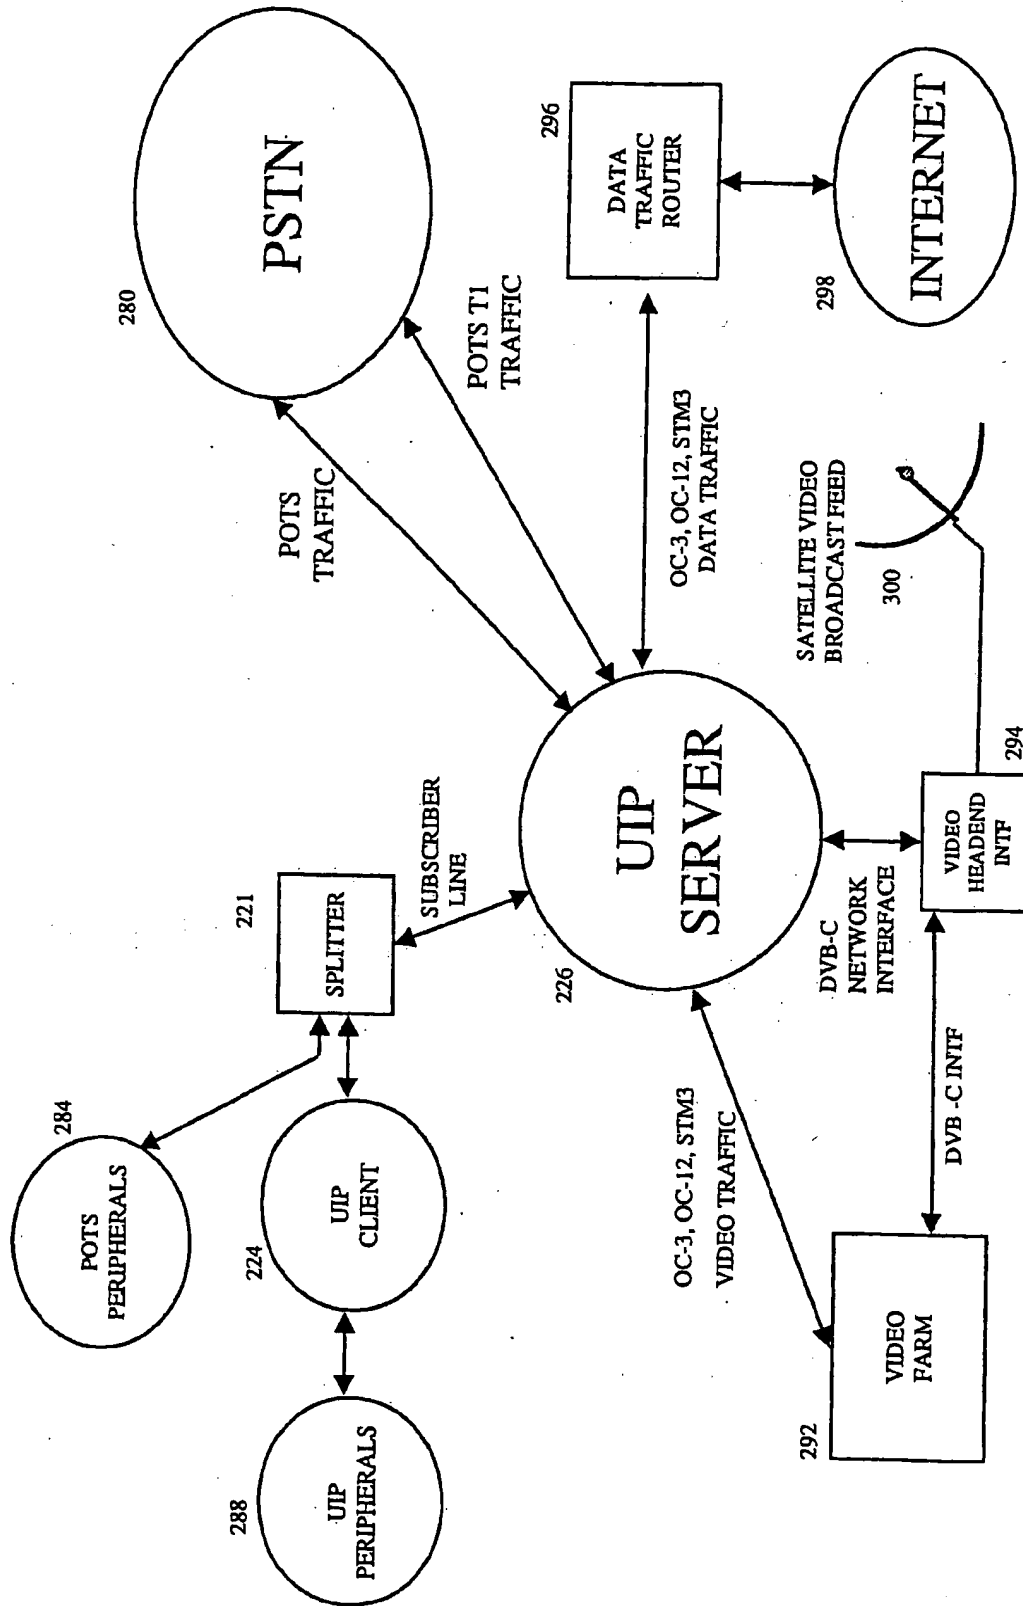 284
POTS
PERIPHERALS
288
UIP
PERIPHERALS
224
UIP
CLIENT
221
SPLITTER
SUBSCRIBER
LINE
280
PSTN
POTS
TRAFFIC
POTS T1
TRAFFIC
226
UIP
SERVER
296
DATA
TRAFFIC
ROUTER
OC-3, OC-12, STM3
DATA TRAFFIC
298
INTERNET
OC-3, OC-12, STM3
VIDEO TRAFFIC
292
VIDEO
FARM
DVB-C
NETWORK
INTERFACE
DVB -C INTF
VIDEO
HEADEND
INTF
294
SATELLITE VIDEO
BROADCAST FEED
300